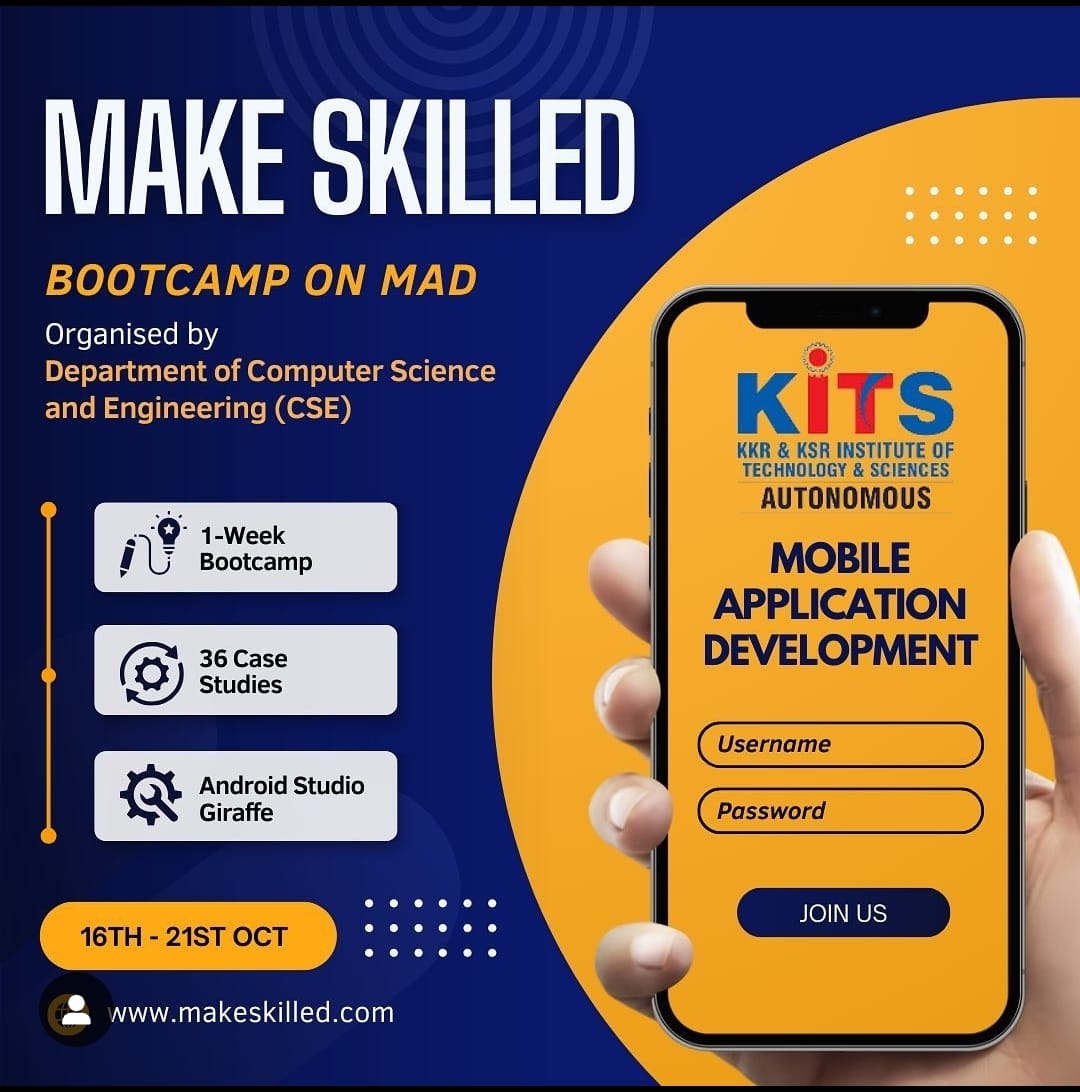 MAKE SKILLED
BOOTCAMP ON MAD
Organised by
Department of Computer Science
and Engineering (CSE)
1-Week
Bootcamp
36 Case
Studies
Android Studio
Giraffe
16TH - 21ST OCT
www.makeskilled.com
KITS
KKR & KSR INSTITUTE OF
TECHNOLOGY & SCIENCES
AUTONOMOUS
MOBILE
APPLICATION
DEVELOPMENT
Username
Password
JOIN US